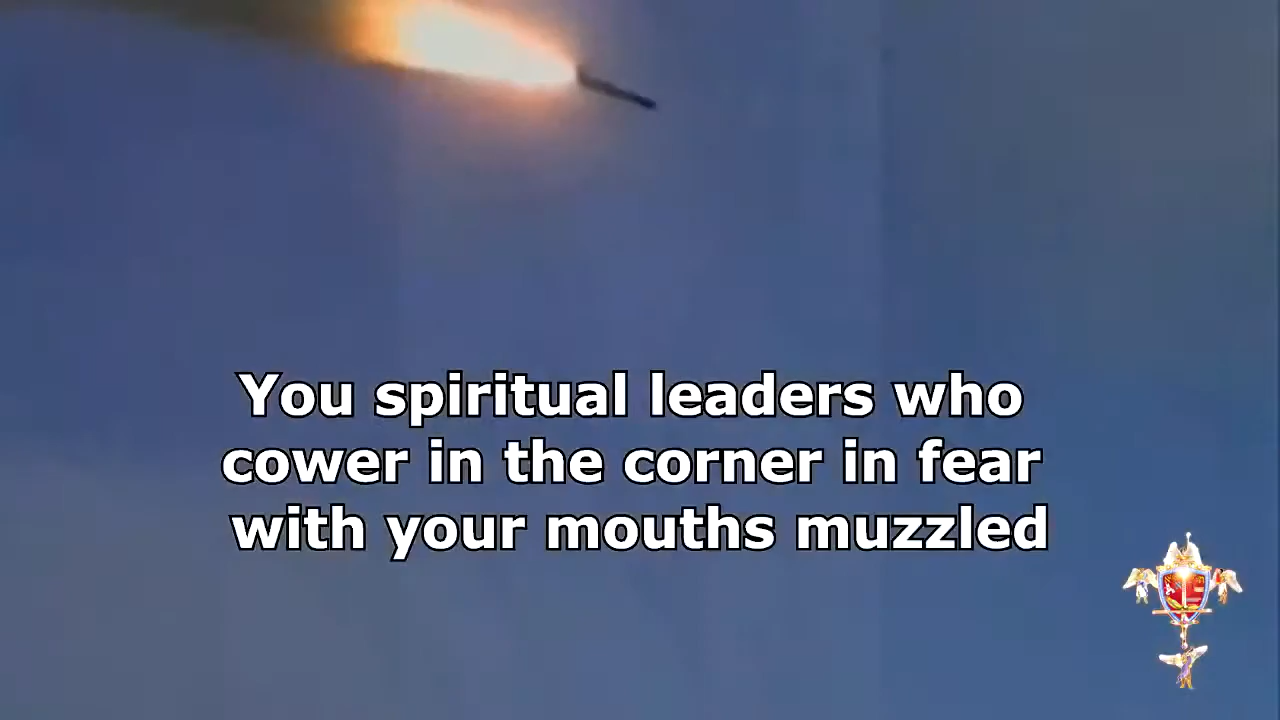 You spiritual leaders who
cower in the corner in fear
with your mouths muzzled